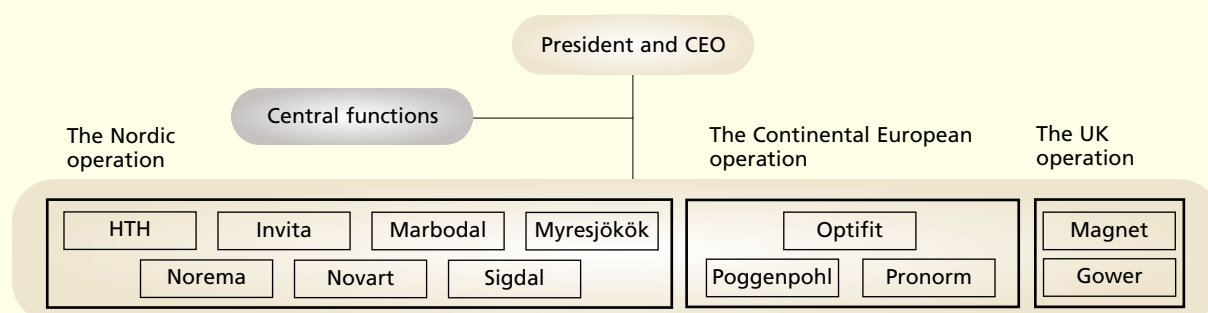 President and CEO
Central functions
The Nordic
operation
The Continental European
operation
The UK
operation
HTH
Invita
Marbodal
Myresjökök
Norema
Novart
Sigdal
Optifit
Poggenpohl
Pronorm
Magnet
Gower